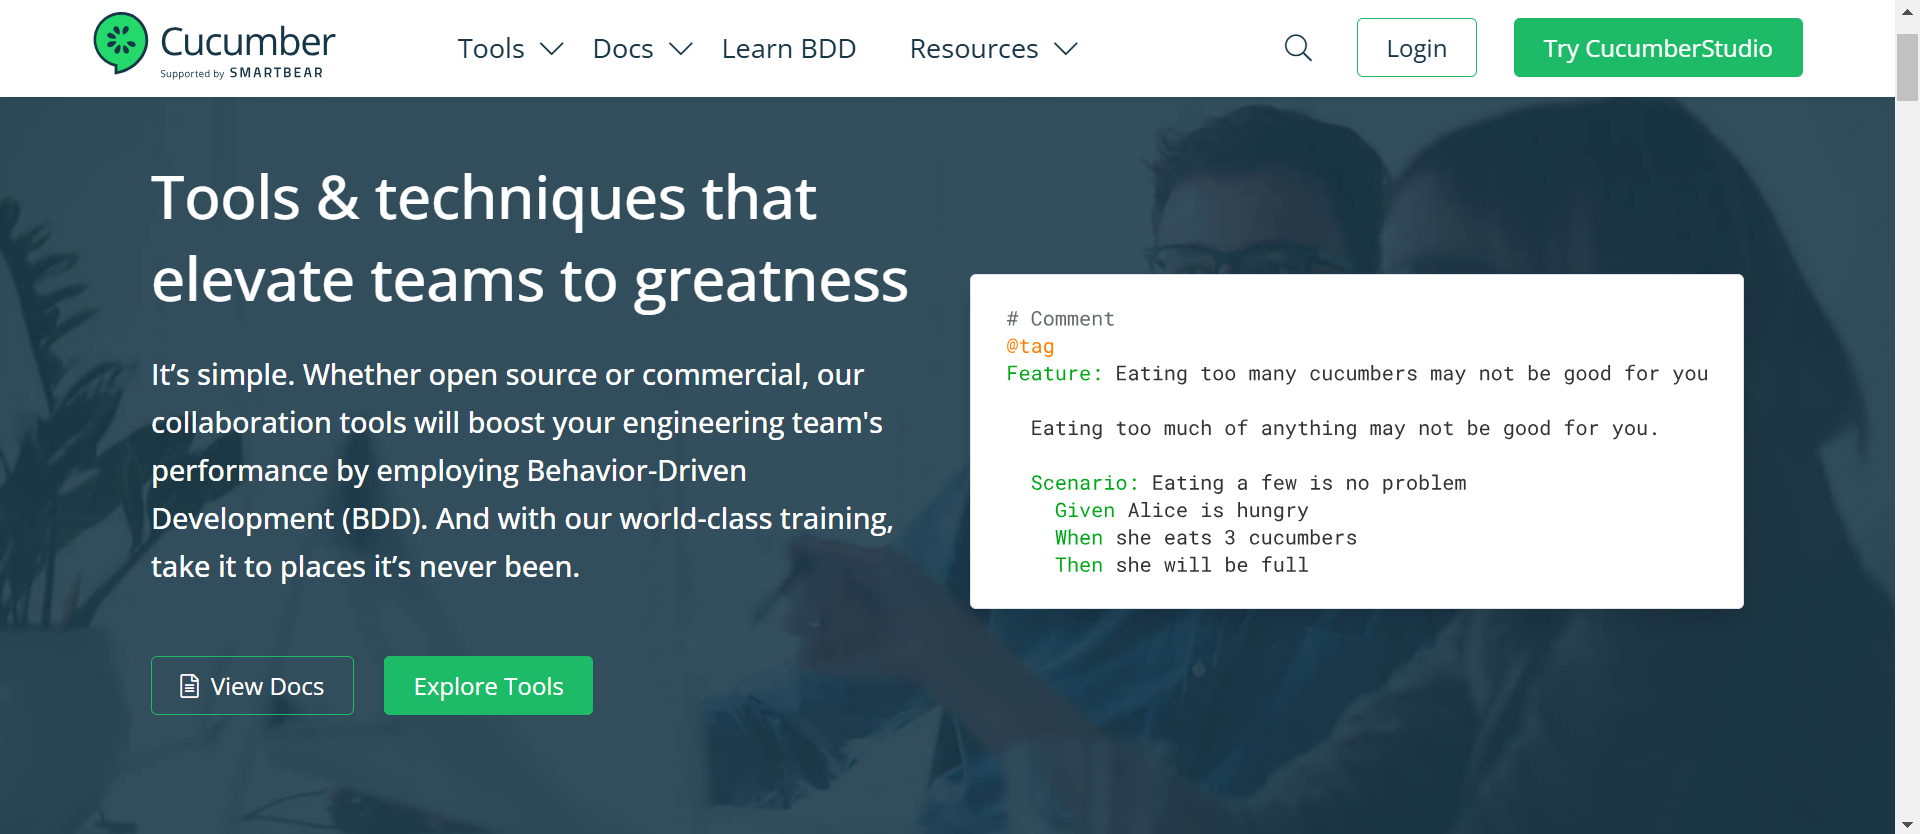 Cucumber
Supported by SMARTBEAR
Tools
Docs
Learn BDD
Resources
Login
Try CucumberStudio
Tools & techniques that
elevate teams to greatness
It’s simple. Whether open source or commercial, our
collaboration tools will boost your engineering team's
performance by employing Behavior-Driven
Development (BDD). And with our world-class training,
take it to places it’s never been.
View Docs
Explore Tools
# Comment
@tag
Feature: Eating too many cucumbers may not be good for you
Eating too much of anything may not be good for you.
Scenario: Eating a few is no problem
Given Alice is hungry
When she eats 3 cucumbers
Then she will be full